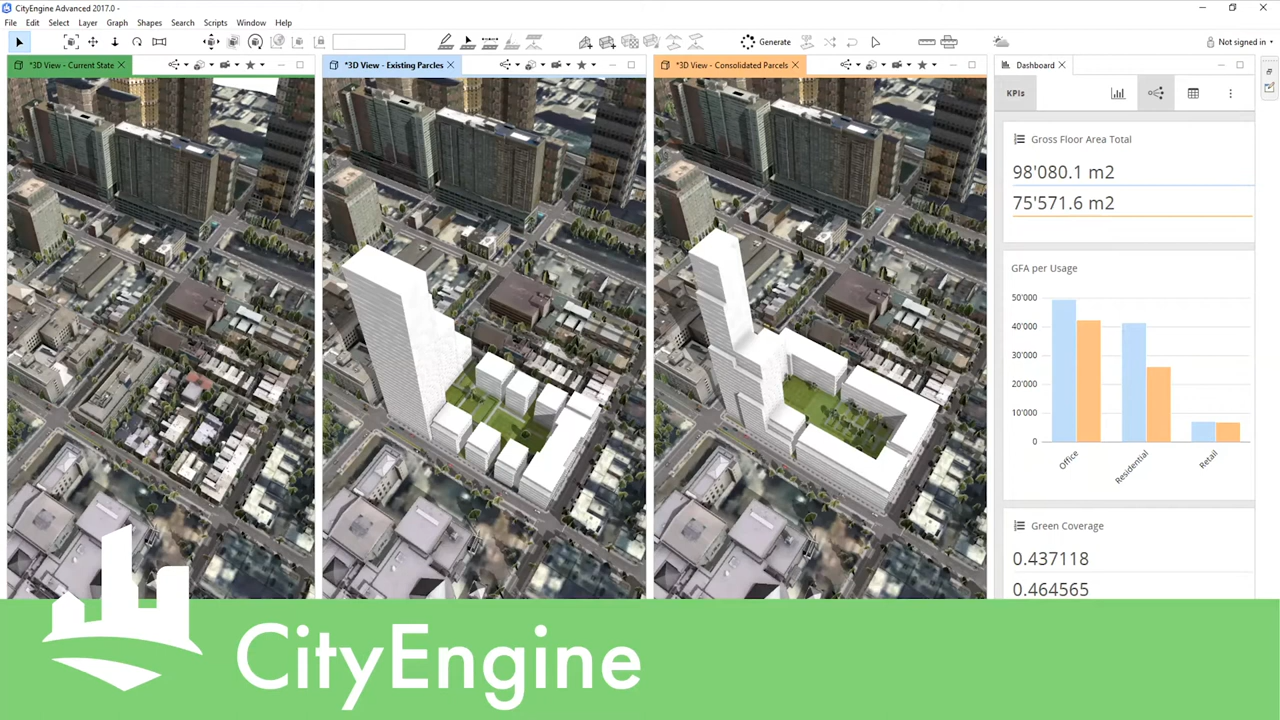 CityEngine Advanced 2017.0 -
File Edit Select Layer Graph Shapes Search Scripts Window Help
Generate
Not signed in
*3D View - Current State
*3D View - Existing Parcles
*3D View - Consolidated Parcels
Dashboard
KPIs
Gross Floor Area Total
98'080.1 m2
75'571.6 m2
GFA per Usage
50'000
40'000
30'000
20'000
10'000
0
Office
Residential
Retail
Green Coverage
0.437118
0.464565
CityEngine